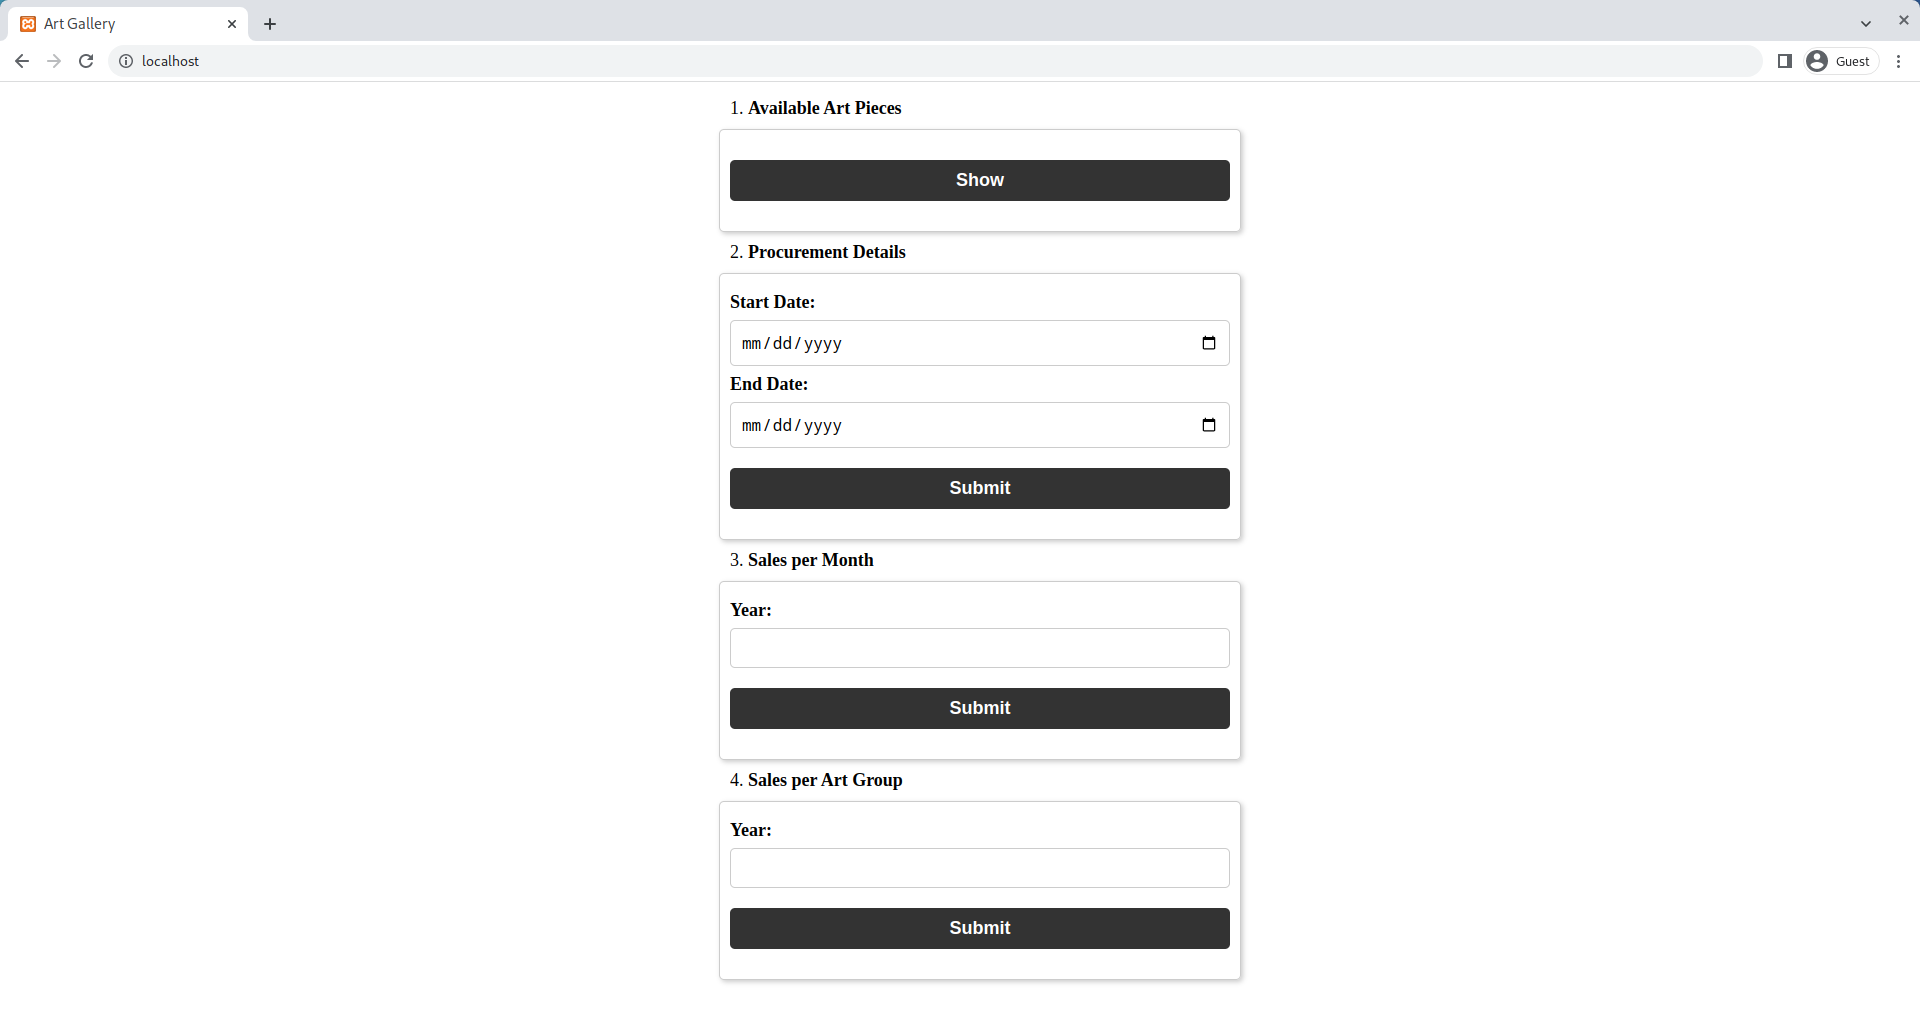 Art Gallery
localhost
Guest
1. Available Art Pieces
Show
2. Procurement Details
Start Date:
mm/dd/yyyy
End Date:
mm/dd/yyyy
Submit
3. Sales per Month
Year:
Submit
4. Sales per Art Group
Year:
Submit